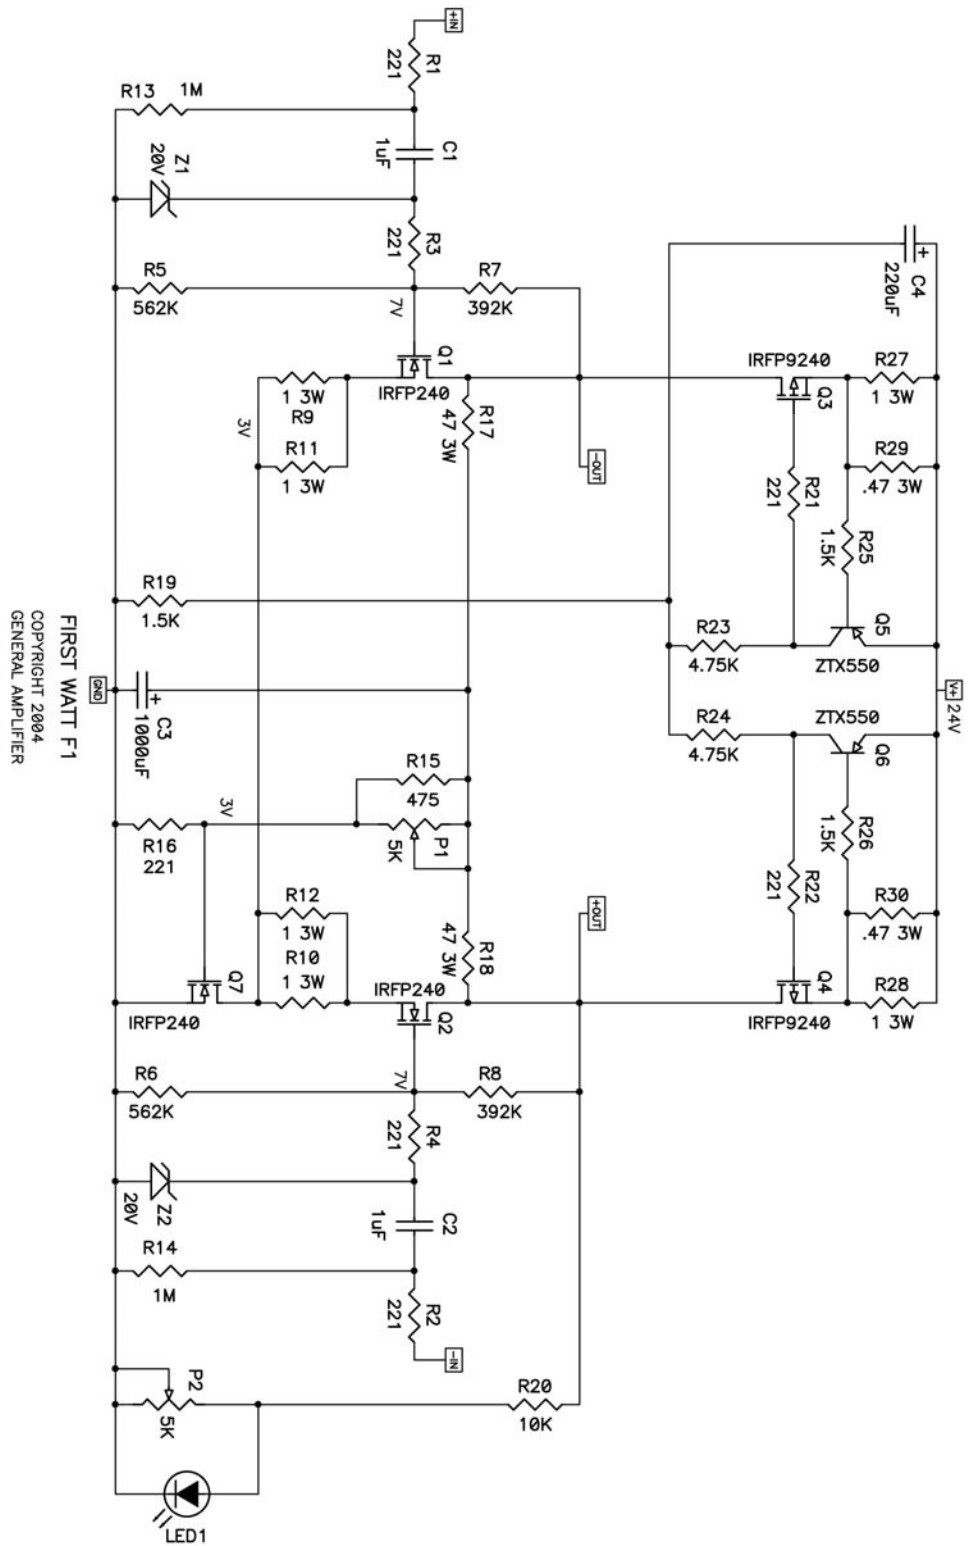 +IN
R1
221
R13
1M
C1
1uF
Z1
20V
R3
221
C4
220uF
+
R5
562K
R7
392K
7V
Q1
IRFP240
IRFP9240
Q3
R27
1 3W
1 3W
R9
R17
47 3W
R29
.47 3W
3V
R11
1 3W
-OUT
R21
221
R25
1.5K
R19
1.5K
R23
4.75K
Q5
ZTX550
GND
+
C3
1000uF
V+
24V
R24
4.75K
ZTX550
Q6
R15
475
3V
R16
221
P1
5K
R26
1.5K
R22
221
R12
1 3W
R18
47 3W
+OUT
R30
.47 3W
R10
1 3W
Q7
IRFP240
IRFP240
Q2
Q4
IRFP9240
R28
1 3W
R6
562K
7V
R8
392K
R4
221
Z2
20V
C2
1uF
R14
1M
R2
221
-IN
P2
5K
R20
10K
LED1
FIRST WATT F1
COPYRIGHT 2004
GENERAL AMPLIFIER